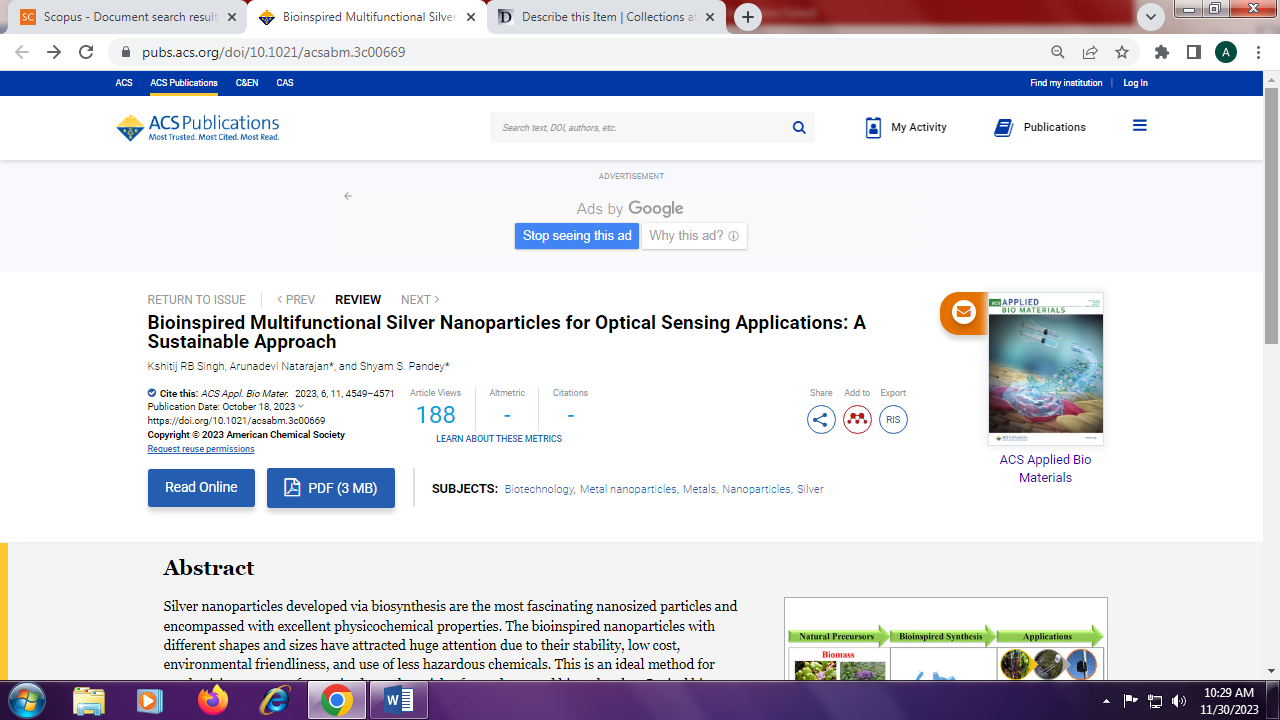 Scopus - Document search result
Bioinspired Multifunctional Silver
Describe this Item | Collections a
pubs.acs.org/doi/10.1021/acsabm.3c00669
A
ACS ACS Publications C&EN CAS
Find my institution | Log In
ACS Publications
Most Trusted. Most Cited. Most Read.
Search text, DOI, authors, etc.
My Activity
Publications
ADVERTISEMENT
Ads by Google
Stop seeing this ad
Why this ad?
RETURN TO ISSUE
< PREV REVIEW NEXT >
Bioinspired Multifunctional Silver Nanoparticles for Optical Sensing Applications: A
Sustainable Approach
Kshitij RB Singh, Arunadevi Natarajan*, and Shyam S. Pandey*
Cite this: ACS Appl. Bio Mater. 2023, 6, 11, 4549–4571
Publication Date: October 18, 2023
https://doi.org/10.1021/acsabm.3c00669
Copyright © 2023 American Chemical Society
Request reuse permissions
Article Views
188
Altmetric
-
Citations
-
LEARN ABOUT THESE METRICS
Share
Add to
Export
RIS
Read Online
PDF (3 MB)
SUBJECTS: Biotechnology, Metal nanoparticles, Metals, Nanoparticles, Silver
ACS APPLIED
BIO MATERIALS
ACS Publications
ACS Applied Bio
Materials
Abstract
Silver nanoparticles developed via biosynthesis are the most fascinating nanosized particles and
encompassed with excellent physicochemical properties. The bioinspired nanoparticles with
different shapes and sizes have attracted huge attention due to their stability, low cost,
environmental friendliness, and use of less hazardous chemicals. This is an ideal method for
Natural Precursors
Bioinspired Synthesis
Applications
Biomass
10:29 AM
11/30/2023